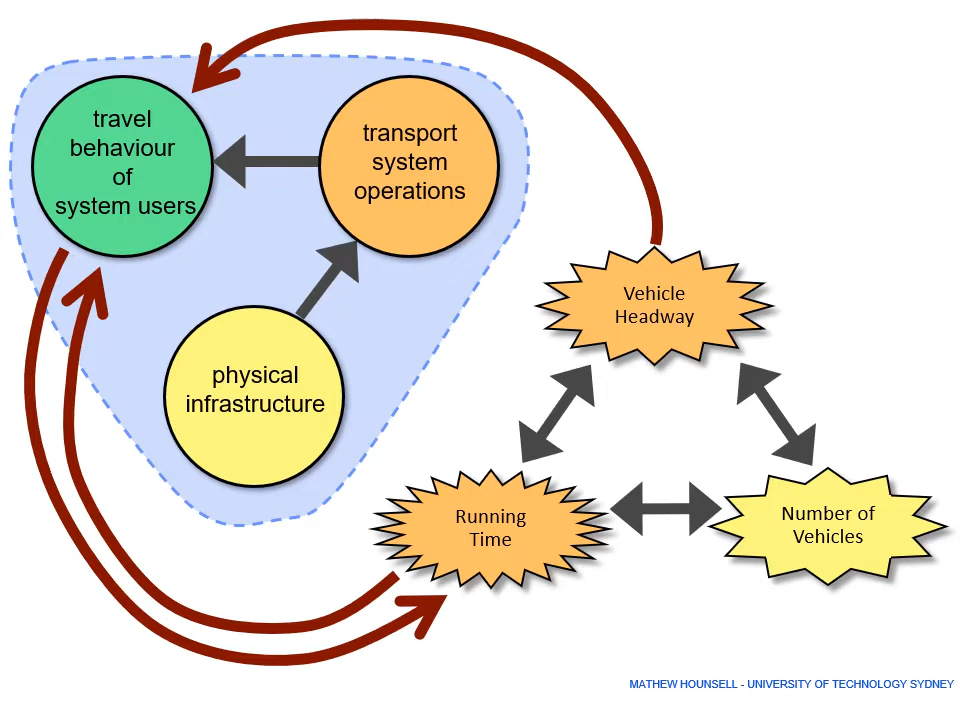 travel
behaviour
of
system users
transport
system
operations
physical
infrastructure
Vehicle
Headway
Running
Time
Number of
Vehicles
MATHEW HOUNSELL - UNIVERSITY OF TECHNOLOGY SYDNEY